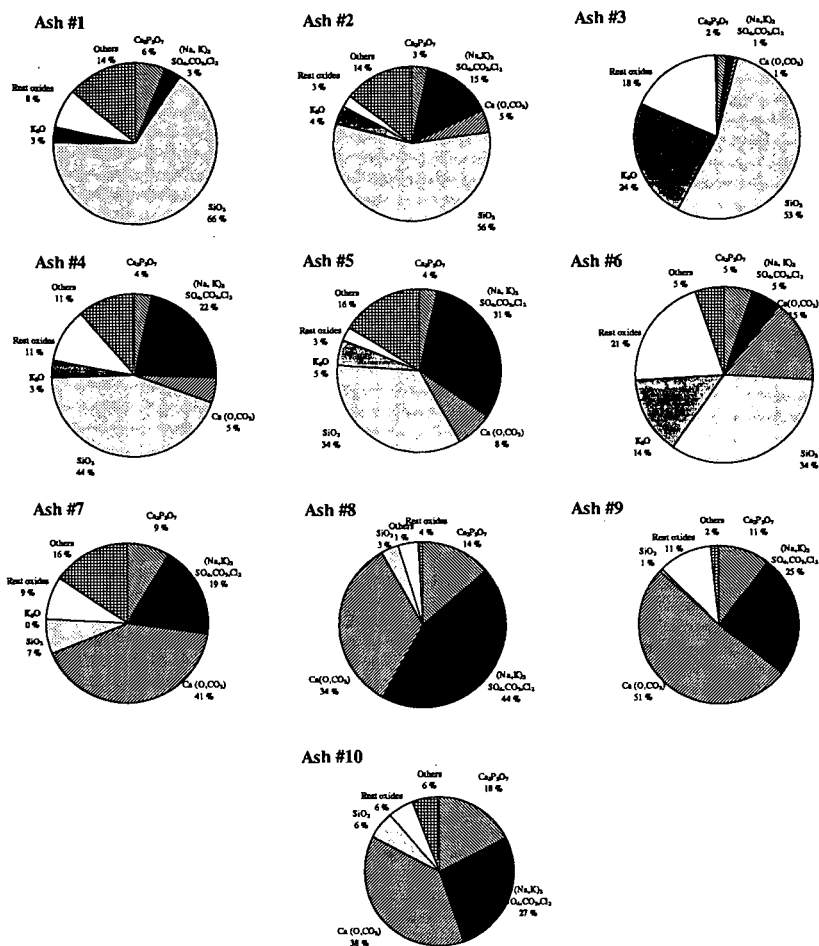 Ash #1
Others
14 %
Ca₂P₂O₇
6 %
(Na, K)₂
SO₄,CO₃,Cl₂
3 %
Rest oxides
8 %
K₂O
3 %
SiO₂
66 %
Ash #2
Others
14 %
Ca₂P₂O₇
3 %
(Na,K)₂
SO₄,CO₃,Cl₂
15 %
Rest oxides
3 %
K₂O
4 %
Ca (O,CO₃)
5 %
SiO₂
56 %
Ash #3
Ca₂P₂O₇
2 %
(Na, K)₂
SO₄,CO₃,Cl₂
1 %
Ca (O,CO₃)
1 %
Rest oxides
18 %
K₂O
24 %
SiO₂
53 %
Ash #4
Others
11 %
Ca₂P₂O₇
4 %
(Na, K)₂
SO₄,CO₃,Cl₂
22 %
Rest oxides
11 %
K₂O
3 %
Ca (O,CO₃)
5 %
SiO₂
44 %
Ash #5
Others
16 %
Ca₂P₂O₇
4 %
(Na, K)₂
SO₄,CO₃,Cl₂
31 %
Rest oxides
3 %
K₂O
5 %
SiO₂
34 %
Ca (O,CO₃)
8 %
Ash #6
Others
5 %
Ca₂P₂O₇
5 %
(Na, K)₂
SO₄,CO₃,Cl₂
5 %
Ca(O,CO₃)
15 %
Rest oxides
21 %
K₂O
14 %
SiO₂
34 %
Ash #7
Others
16 %
Ca₂P₂O₇
9 %
(Na,K)₂
SO₄,CO₃,Cl₂
19 %
Rest oxides
9 %
K₂O
0 %
SiO₂
7 %
Ca (O,CO₃)
41 %
Ash #8
SiO₂
3 %
Others
1 %
Rest oxides
4 %
Ca₂P₂O₇
14 %
Ca(O,CO₃)
34 %
(Na,K)₂
SO₄,CO₃,Cl₂
44 %
Ash #9
SiO₂
1 %
Rest oxides
11 %
Others
2 %
Ca₂P₂O₇
11 %
(Na,K)₂
SO₄,CO₃,Cl₂
25 %
Ca (O,CO₃)
51 %
Ash #10
Others
6 %
Ca₂P₂O₇
18 %
Rest oxides
6 %
SiO₂
6 %
(Na,K)₂
SO₄,CO₃,Cl₂
27 %
Ca (O,CO₃)
38 %